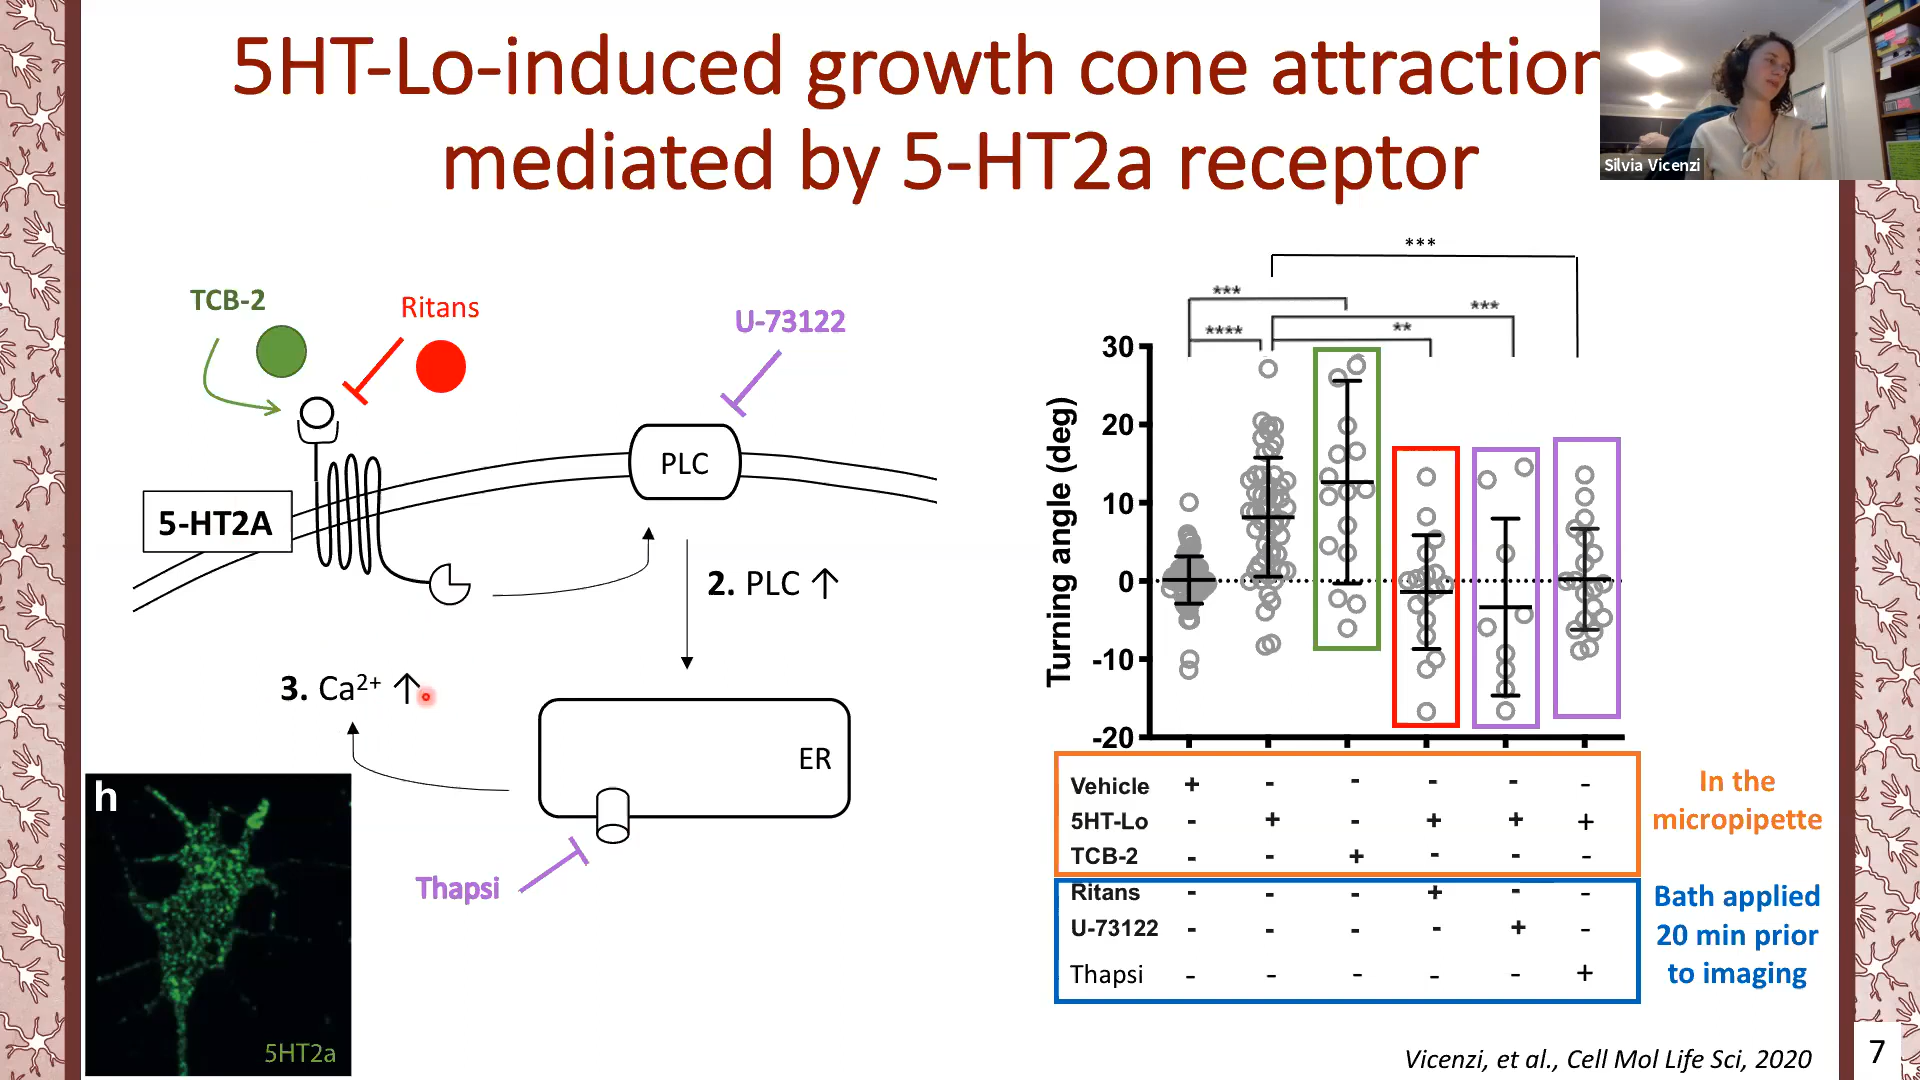 5HT-Lo-induced growth cone attraction
mediated by 5-HT2a receptor
Silvia Vicenzi
TCB-2
Ritans
U-73122
5-HT2A
PLC
2. PLC ↑
3. Ca²⁺ ↑
ER
Thapsi
h
5HT2a
***
***
***
****
**
Turning angle (deg)
30
20
10
0
-10
-20
Vehicle + - - - - -
5HT-Lo - + - + + +
TCB-2 - - + - - -
Ritans - - - + - -
U-73122 - - - - + -
Thapsi - - - - - +
In the
micropipette
Bath applied
20 min prior
to imaging
Vicenzi, et al., Cell Mol Life Sci, 2020
7